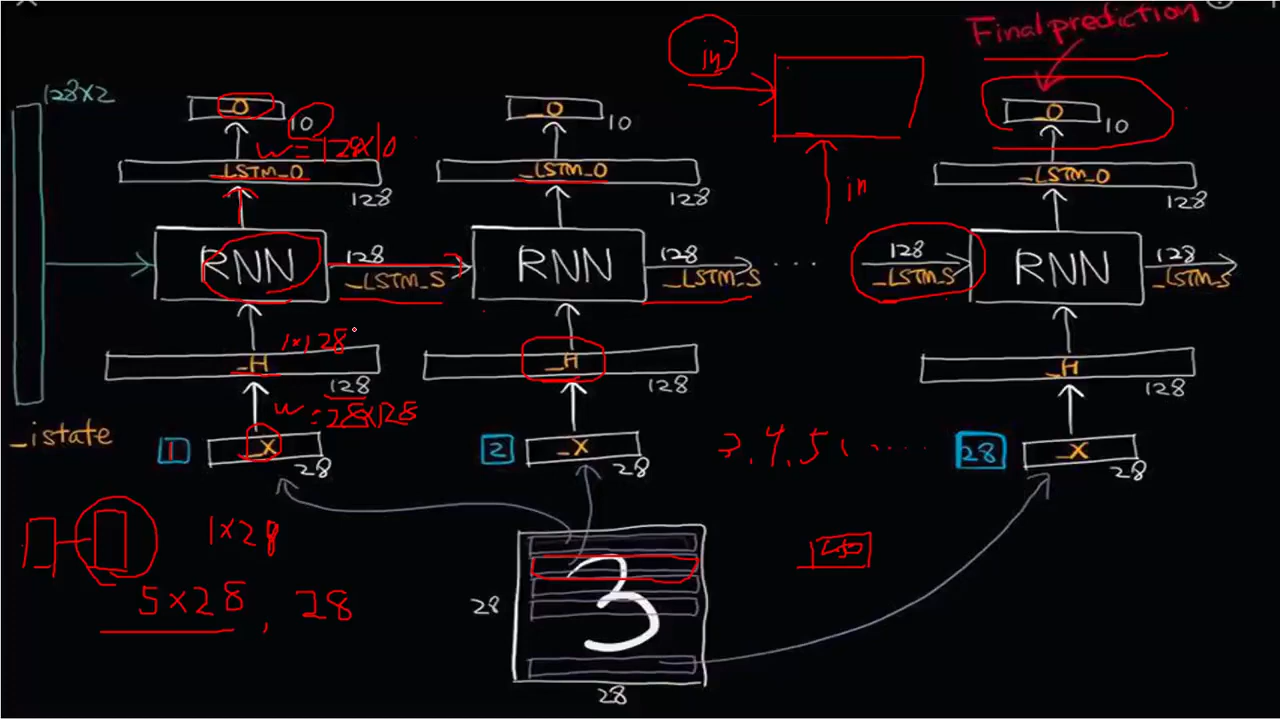 Final prediction
in
128x2
_O
10
w=128x10
_LSTM_O
128
RNN
128
_LSTM_S
1x128
_H
128
w=28x128
_X
28
1
_istate
_O
10
_LSTM_O
128
RNN
128
_LSTM_S
_H
128
_X
28
2
in
...
3,4,5, ....
_O
10
_LSTM_O
128
128
_LSTM_S
RNN
128
_LSTM_S
_H
128
28
_X
28
1x28
5x28, 28
3
28
28